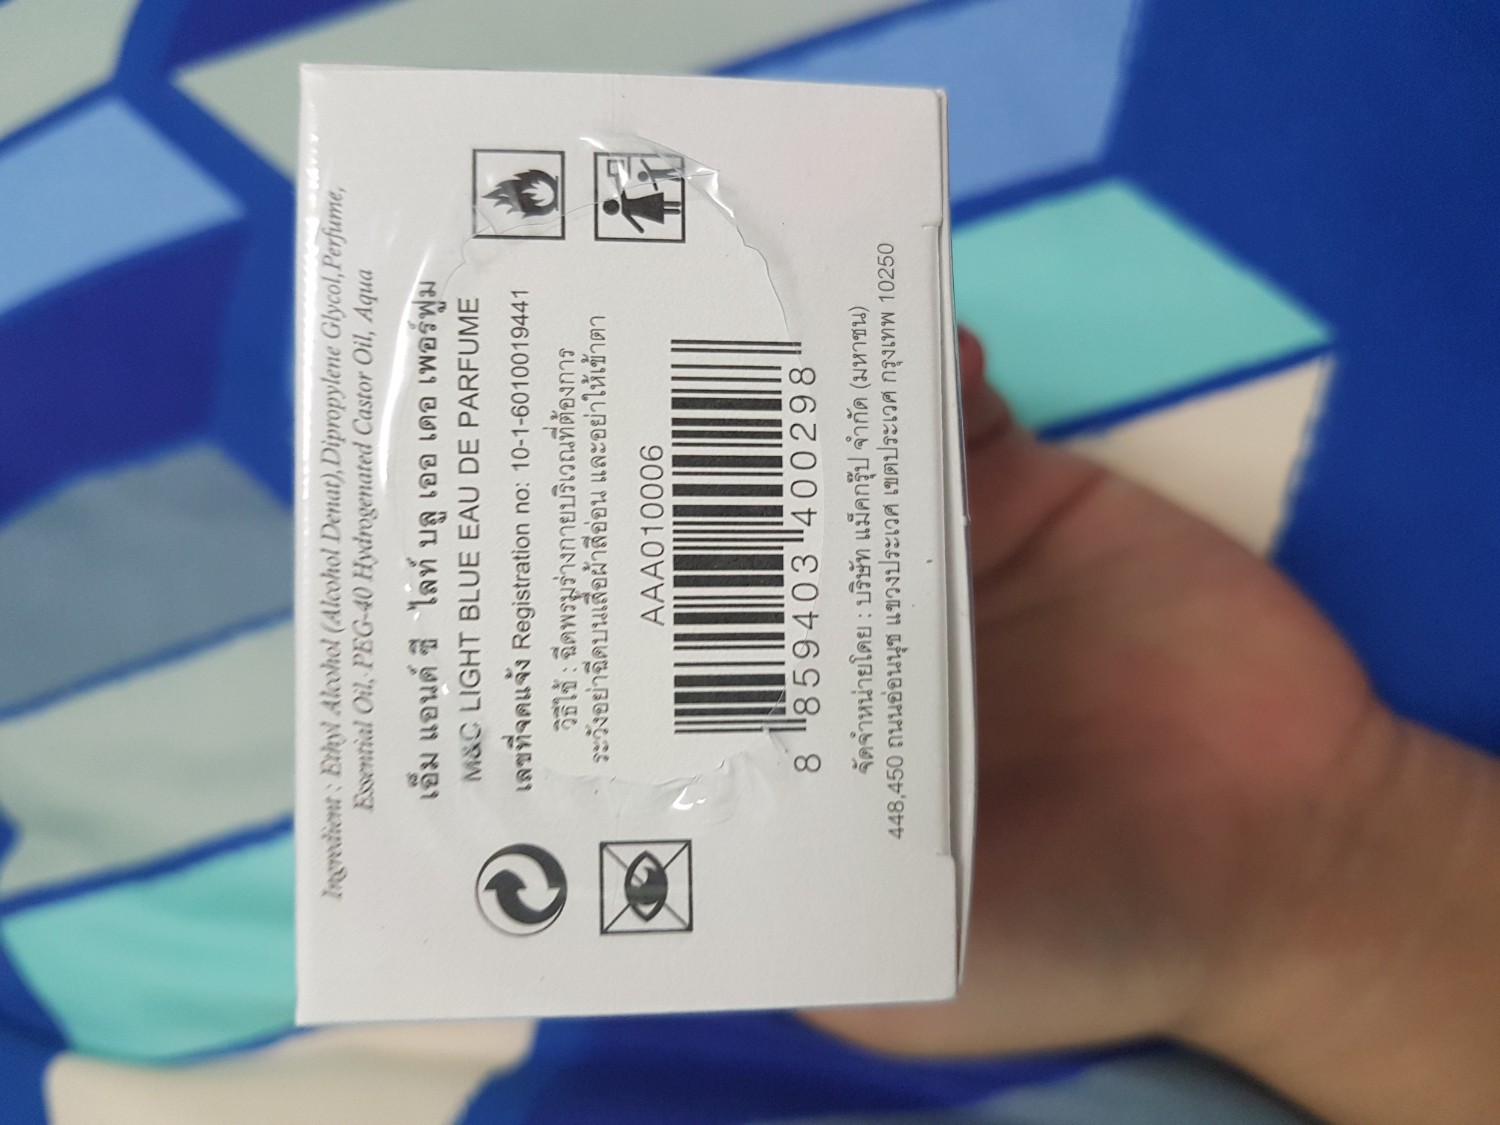 Ingredient : Ethyl Alcohol (Alcohol Denat),Dipropylene Glycol,Perfume,
Essential Oil, PEG-40 Hydrogenated Castor Oil, Aqua
เอ็ม แอนด์ ซี ไลท์ บลู เออ เดอ เพอร์ฟูม
M&C LIGHT BLUE EAU DE PARFUME
เลขที่จดแจ้ง Registration no: 10-1-6010019441
วิธีใช้ : ฉีดพรมร่างกายบริเวณที่ต้องการ
ระวังอย่าฉีดบนเสื้อผ้าสีอ่อน และอย่าให้เข้าตา
AAA010006
8 859403 400298
จัดจำหน่ายโดย : บริษัท แม็คกรุ๊ป จำกัด (มหาชน)
448,450 ถนนอ่อนนุช แขวงประเวศ เขตประเวศ กรุงเทพ 10250